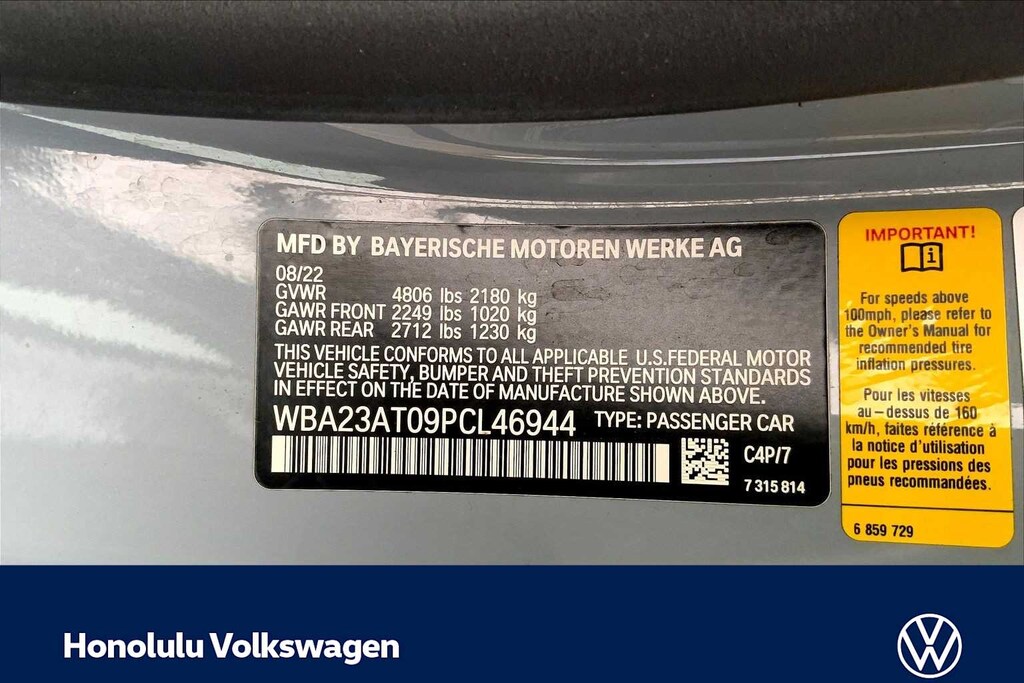 MFD BY BAYERISCHE MOTOREN WERKE AG
08/22
GVWR 4806 lbs 2180 kg
GAWR FRONT 2249 lbs 1020 kg
GAWR REAR 2712 lbs 1230 kg
THIS VEHICLE CONFORMS TO ALL APPLICABLE U.S.FEDERAL MOTOR
VEHICLE SAFETY, BUMPER AND THEFT PREVENTION STANDARDS
IN EFFECT ON THE DATE OF MANUFACTURE SHOWN ABOVE.
WBA23AT09PCL46944 TYPE: PASSENGER CAR
C4P/7
7 315 814
IMPORTANT!
For speeds above
100mph, please refer to
the Owner's Manual for
recommended tire
inflation pressures.
Pour les vitesses
au-dessus de 160
km/h, faites référence à
la notice d'utilisation
pour les pressions des
pneus recommandées.
6 859 729
Honolulu Volkswagen